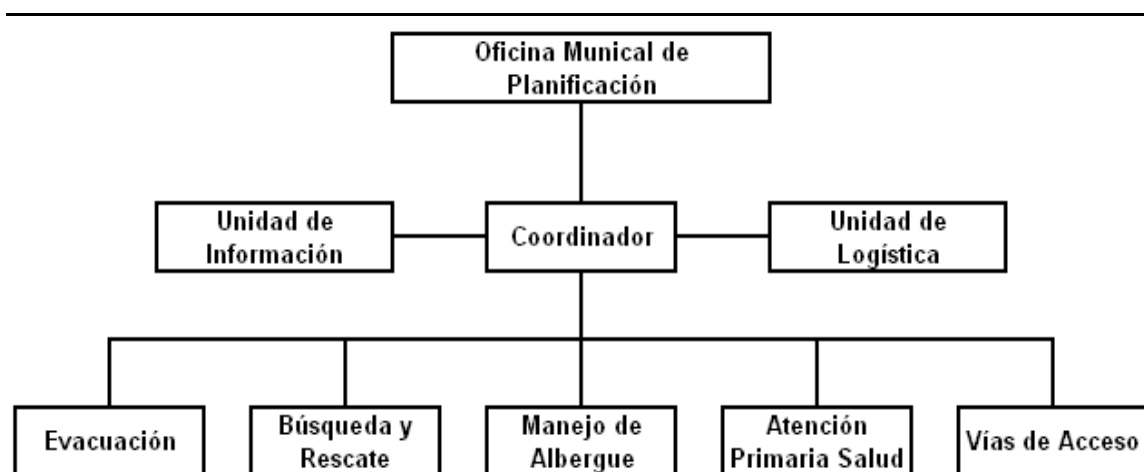 Oficina Munical de
Planificación
Unidad de
Información
Coordinador
Unidad de
Logística
Evacuación
Búsqueda y
Rescate
Manejo de
Albergue
Atención
Primaria Salud
Vías de Acceso